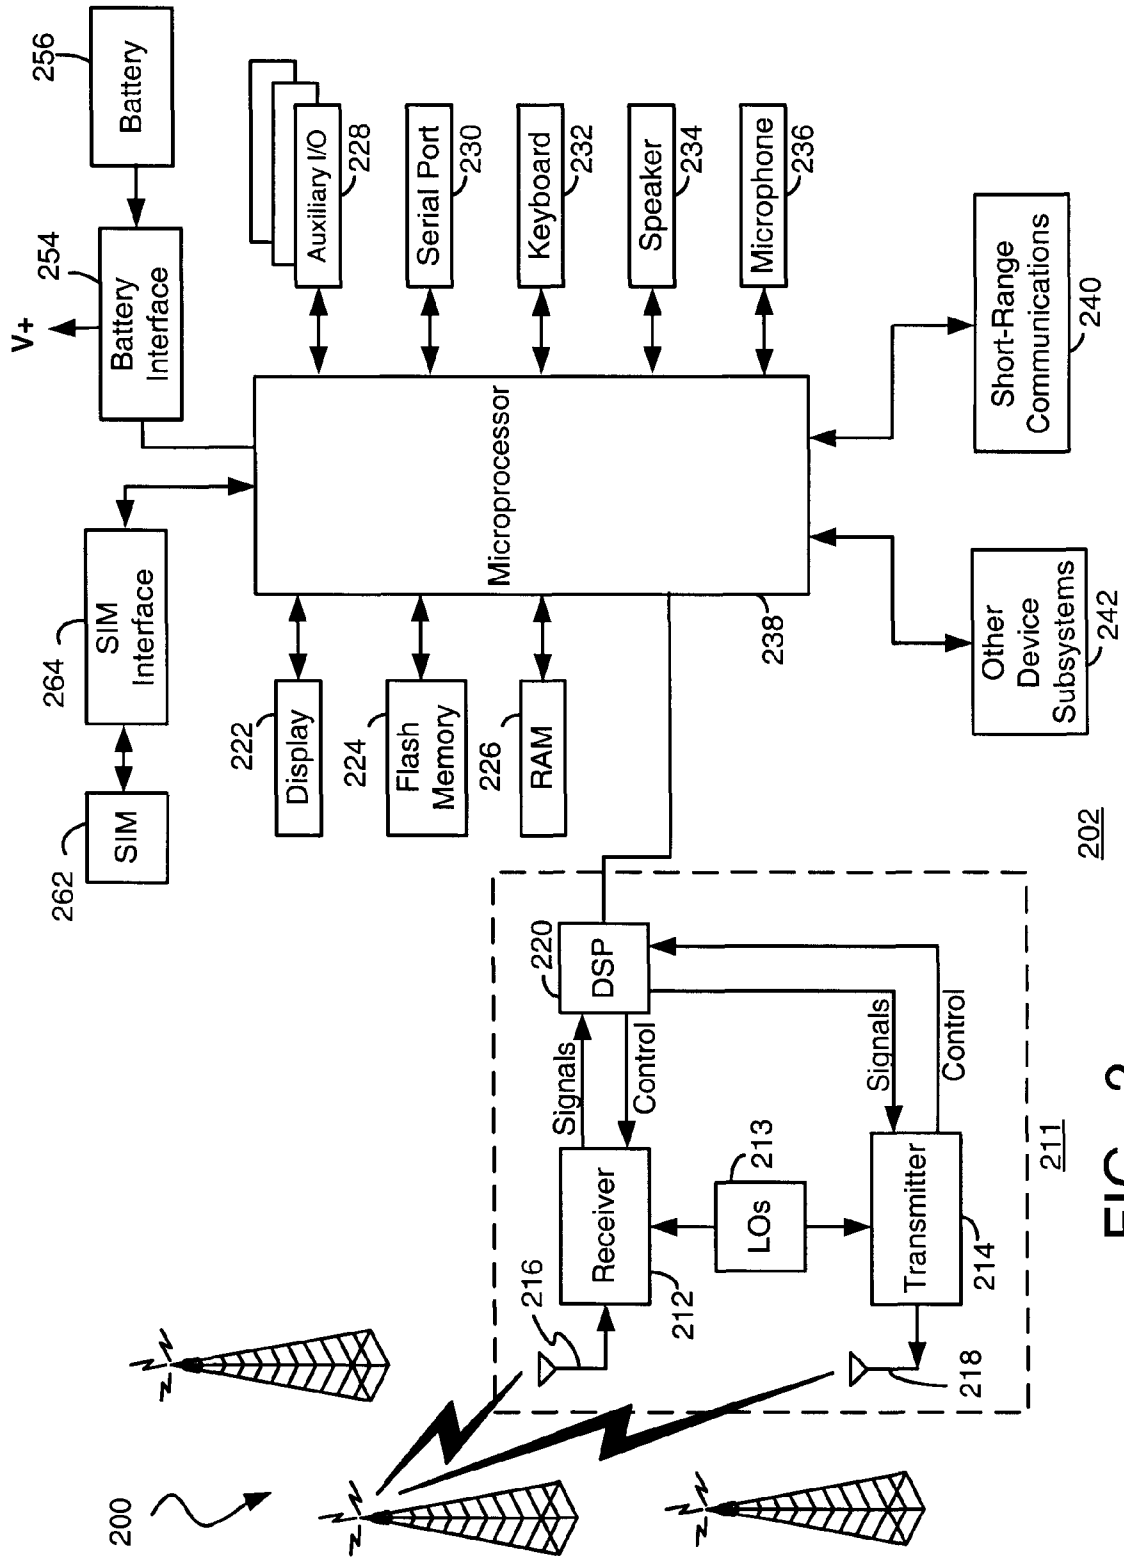 200
262
SIM
264
SIM
Interface
V+
254
Battery
Interface
256
Battery
222
Display
224
Flash
Memory
226
RAM
Microprocessor
238
Auxiliary I/O
228
Serial Port
230
Keyboard
232
Speaker
234
Microphone
236
216
Receiver
212
Signals
Control
220
DSP
LOs
213
218
Transmitter
214
Signals
Control
211
202
Other
Device
Subsystems
242
Short-Range
Communications
240